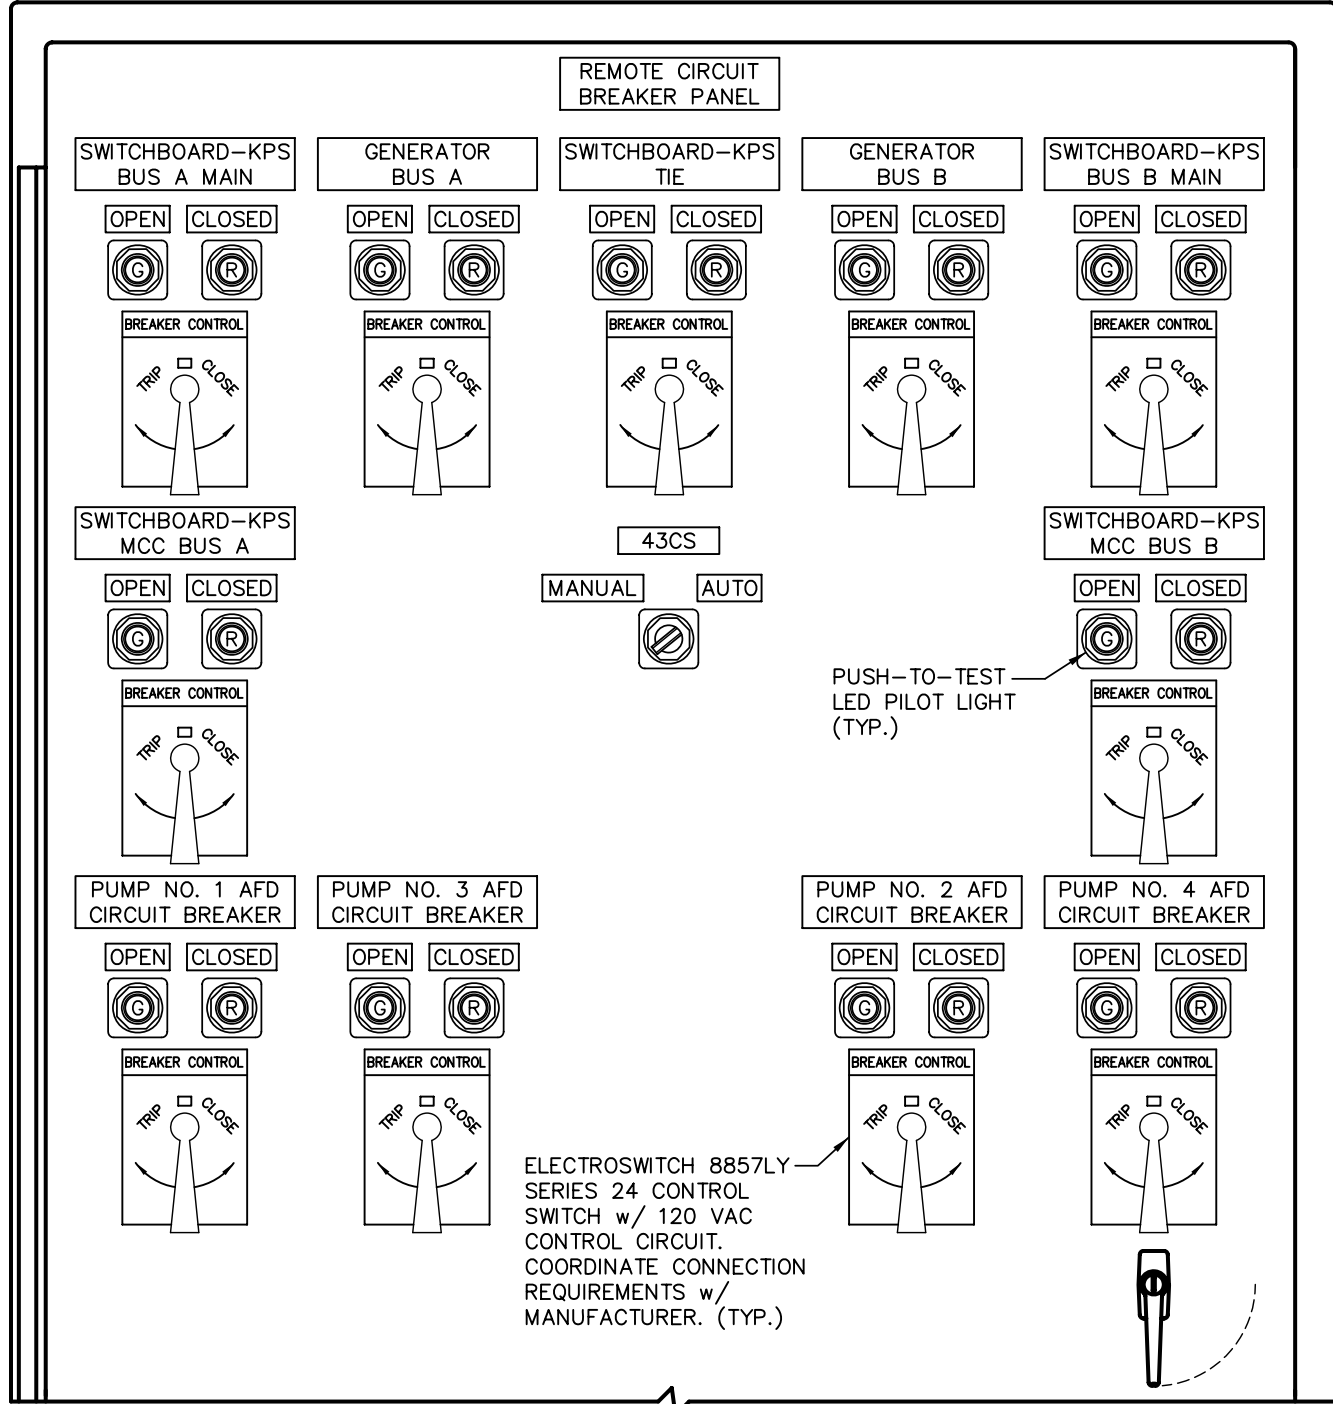 REMOTE CIRCUIT
BREAKER PANEL
SWITCHBOARD-KPS
BUS A MAIN
OPEN CLOSED
G R
BREAKER CONTROL
TRIP CLOSE
GENERATOR
BUS A
OPEN CLOSED
G R
BREAKER CONTROL
TRIP CLOSE
SWITCHBOARD-KPS
TIE
OPEN CLOSED
G R
BREAKER CONTROL
TRIP CLOSE
GENERATOR
BUS B
OPEN CLOSED
G R
BREAKER CONTROL
TRIP CLOSE
SWITCHBOARD-KPS
BUS B MAIN
OPEN CLOSED
G R
BREAKER CONTROL
TRIP CLOSE
SWITCHBOARD-KPS
MCC BUS A
OPEN CLOSED
G R
BREAKER CONTROL
TRIP CLOSE
43CS
MANUAL AUTO
SWITCHBOARD-KPS
MCC BUS B
OPEN CLOSED
G R
BREAKER CONTROL
TRIP CLOSE
PUSH-TO-TEST
LED PILOT LIGHT
(TYP.)
PUMP NO. 1 AFD
CIRCUIT BREAKER
OPEN CLOSED
G R
BREAKER CONTROL
TRIP CLOSE
PUMP NO. 3 AFD
CIRCUIT BREAKER
OPEN CLOSED
G R
BREAKER CONTROL
TRIP CLOSE
PUMP NO. 2 AFD
CIRCUIT BREAKER
OPEN CLOSED
G R
BREAKER CONTROL
TRIP CLOSE
PUMP NO. 4 AFD
CIRCUIT BREAKER
OPEN CLOSED
G R
BREAKER CONTROL
TRIP CLOSE
ELECTROSWITCH 8857LY
SERIES 24 CONTROL
SWITCH w/ 120 VAC
CONTROL CIRCUIT.
COORDINATE CONNECTION
REQUIREMENTS w/
MANUFACTURER. (TYP.)